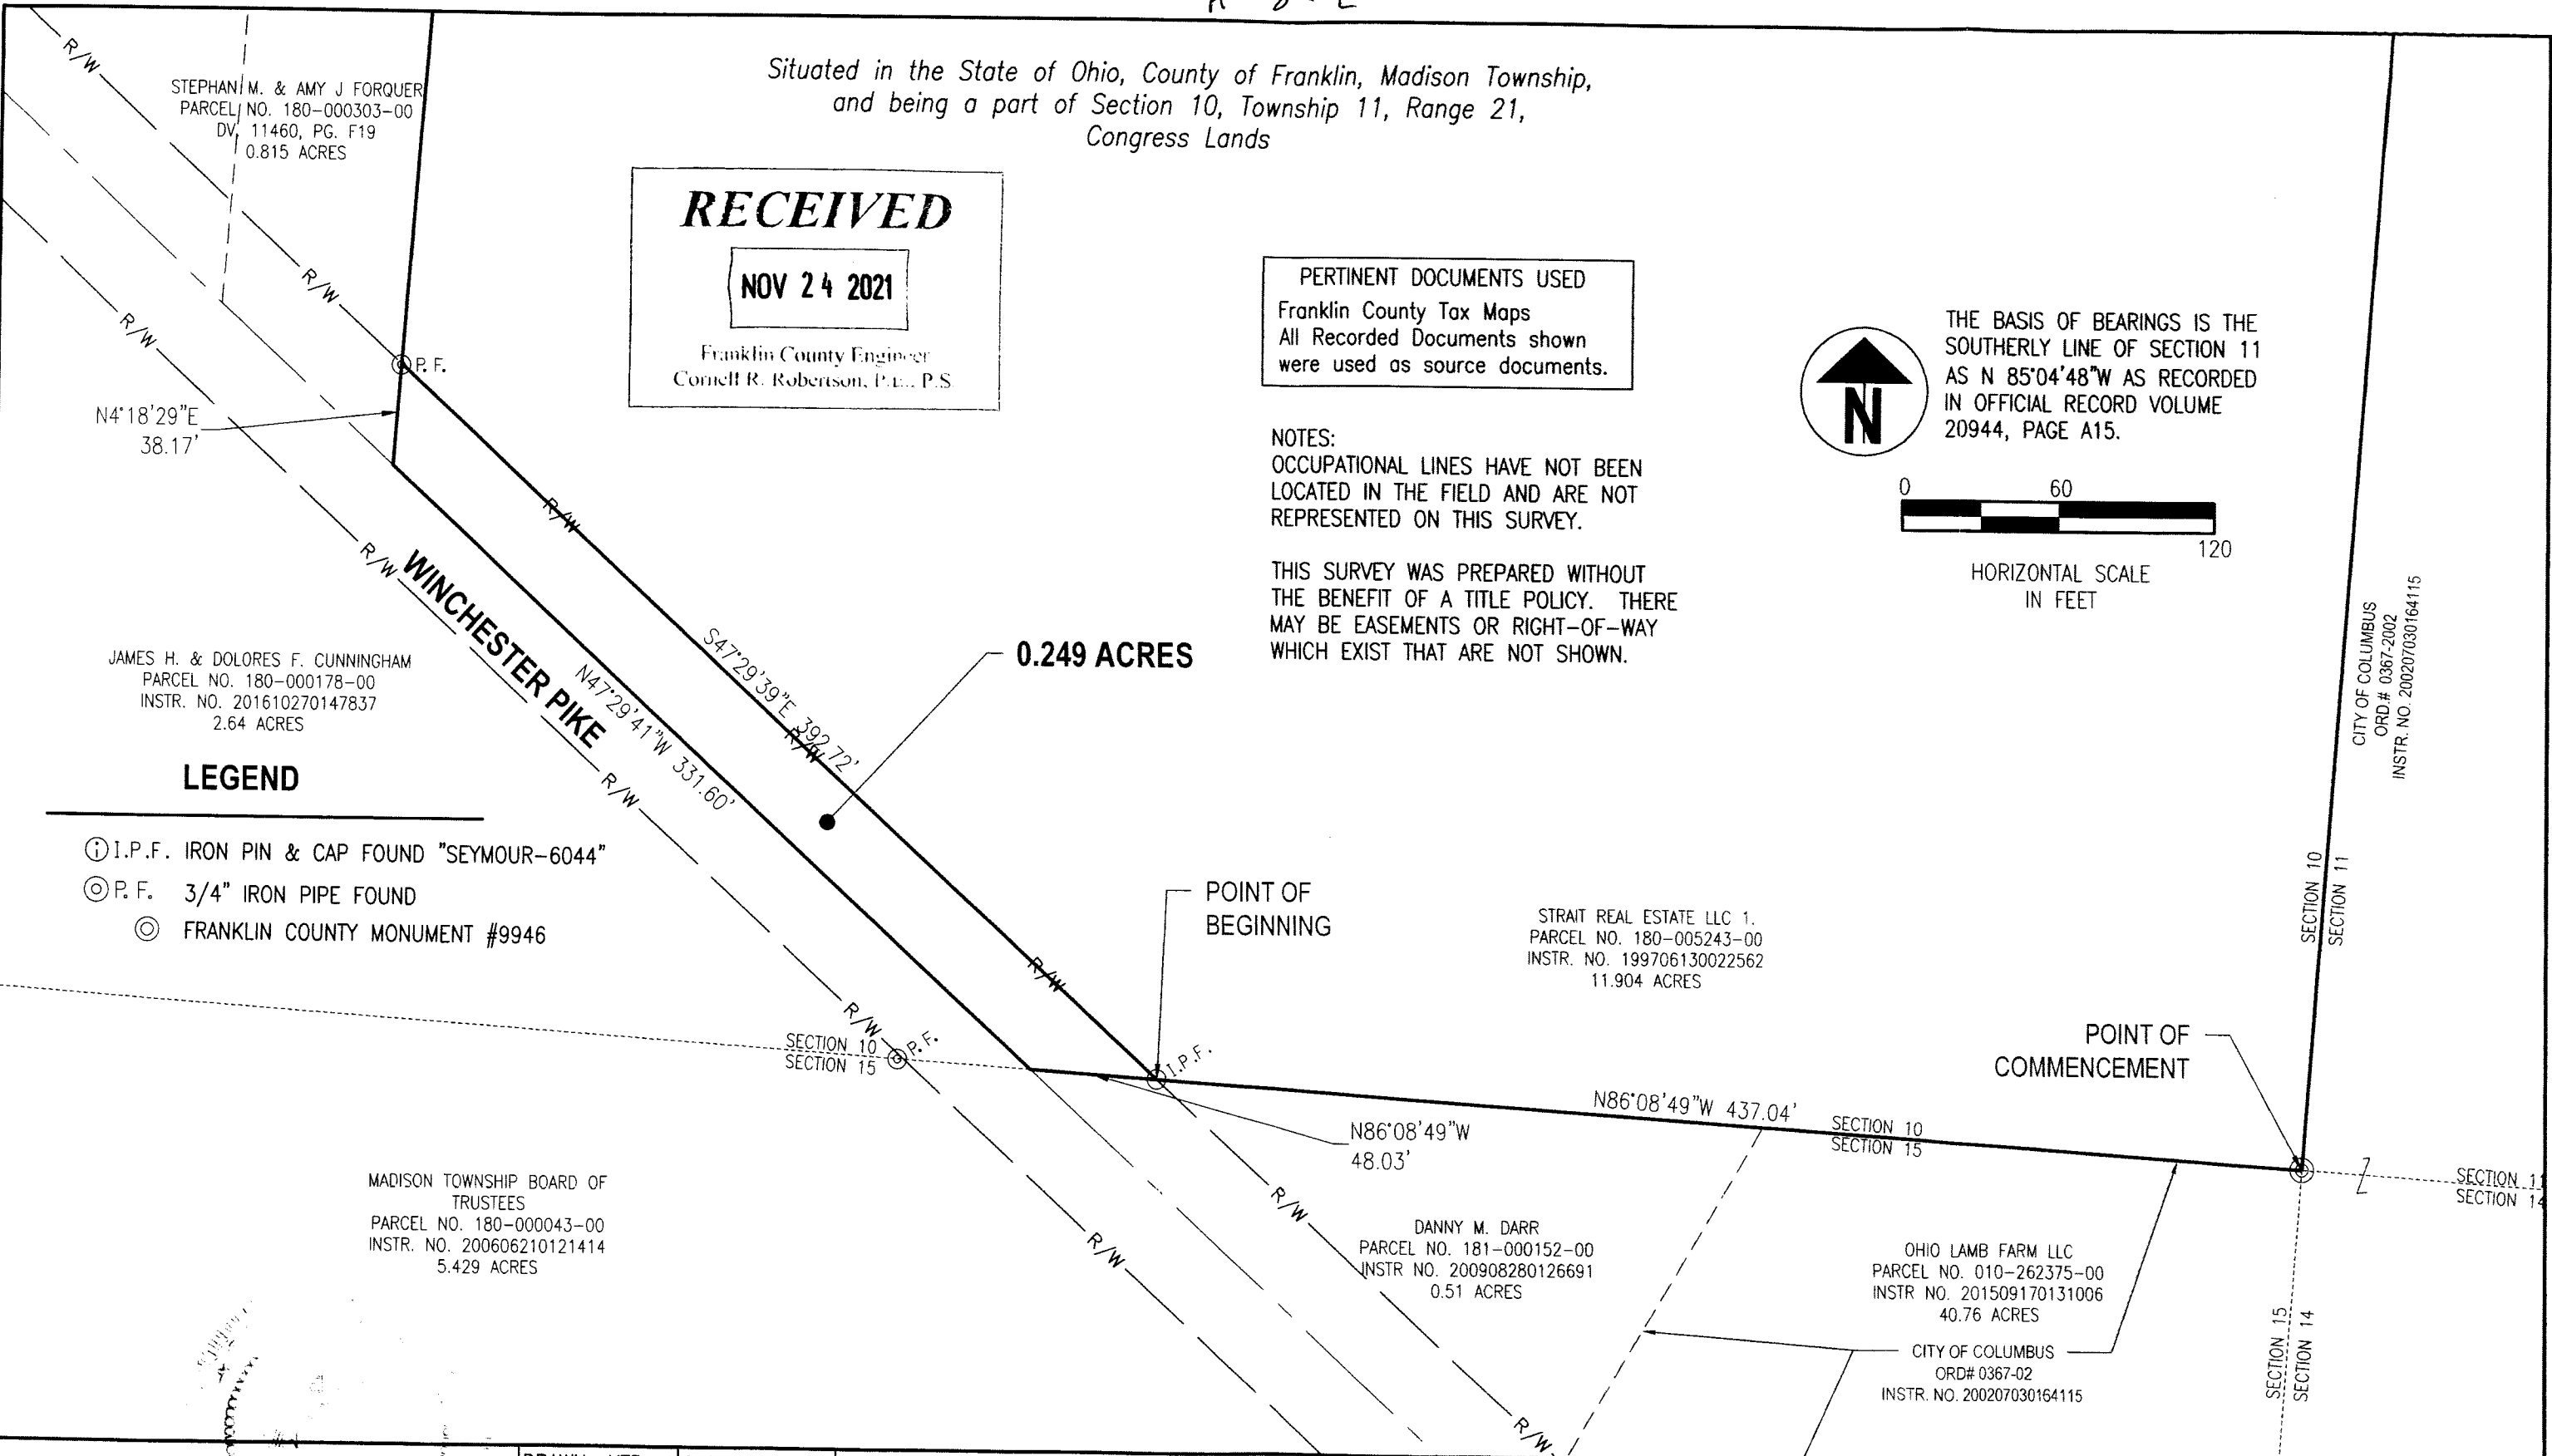 Situated in the State of Ohio, County of Franklin, Madison Township,
and being a part of Section 10, Township 11, Range 21,
Congress Lands
R/W
STEPHAN M. & AMY J FORQUER
PARCEL NO. 180-000303-00
DV. 11460, PG. F19
0.815 ACRES
RECEIVED
NOV 24 2021
Franklin County Engineer
Cornell R. Robertson, P.E., P.S.
PERTINENT DOCUMENTS USED
Franklin County Tax Maps
All Recorded Documents shown
were used as source documents.
N
THE BASIS OF BEARINGS IS THE
SOUTHERLY LINE OF SECTION 11
AS N 85°04'48"W AS RECORDED
IN OFFICIAL RECORD VOLUME
20944, PAGE A15.
R/W
R/W
P.F.
N4°18'29"E
38.17'
NOTES:
OCCUPATIONAL LINES HAVE NOT BEEN
LOCATED IN THE FIELD AND ARE NOT
REPRESENTED ON THIS SURVEY.
THIS SURVEY WAS PREPARED WITHOUT
THE BENEFIT OF A TITLE POLICY. THERE
MAY BE EASEMENTS OR RIGHT-OF-WAY
WHICH EXIST THAT ARE NOT SHOWN.
0 60
120
HORIZONTAL SCALE
IN FEET
R/W
R/W
WINCHESTER PIKE
S47°29'39"E 392.72'
R/W
N47°29'41"W 331.60'
R/W
0.249 ACRES
CITY OF COLUMBUS
ORD.# 0367-2002
INSTR. NO. 200207030164115
JAMES H. & DOLORES F. CUNNINGHAM
PARCEL NO. 180-000178-00
INSTR. NO. 201610270147837
2.64 ACRES
LEGEND
I.P.F. IRON PIN & CAP FOUND "SEYMOUR-6044"
P.F. 3/4" IRON PIPE FOUND
FRANKLIN COUNTY MONUMENT #9946
POINT OF
BEGINNING
STRAIT REAL ESTATE LLC 1.
PARCEL NO. 180-005243-00
INSTR. NO. 199706130022562
11.904 ACRES
SECTION 10
SECTION 11
R/W
R/W
P.F.
SECTION 10
SECTION 15
I.P.F.
POINT OF
COMMENCEMENT
N86°08'49"W 437.04'
SECTION 10
SECTION 15
N86°08'49"W
48.03'
SECTION 11
SECTION 14
MADISON TOWNSHIP BOARD OF
TRUSTEES
PARCEL NO. 180-000043-00
INSTR. NO. 200606210121414
5.429 ACRES
R/W
R/W
DANNY M. DARR
PARCEL NO. 181-000152-00
INSTR NO. 200908280126691
0.51 ACRES
OHIO LAMB FARM LLC
PARCEL NO. 010-262375-00
INSTR NO. 201509170131006
40.76 ACRES
CITY OF COLUMBUS
ORD# 0367-02
INSTR. NO. 200207030164115
SECTION 15
SECTION 14
R/W